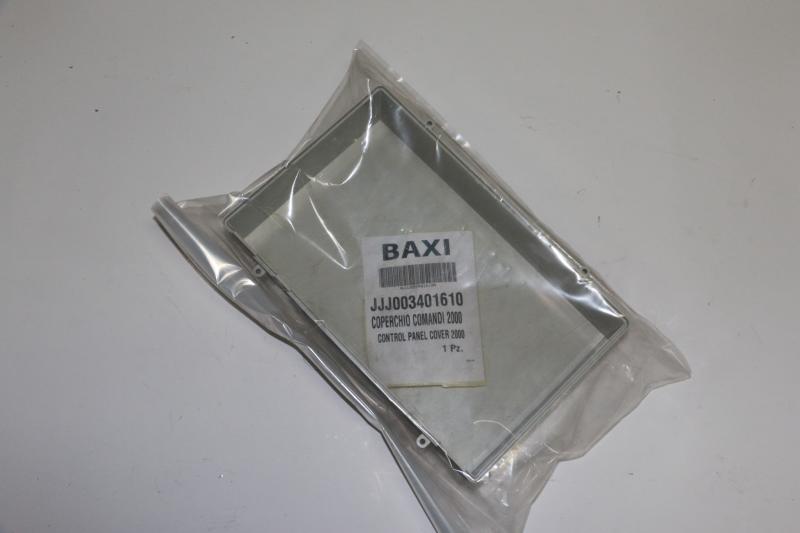 BAXI
JJJ003401610
COPERCHIO COMANDI 2000
CONTROL PANEL COVER 2000
1 Pz.